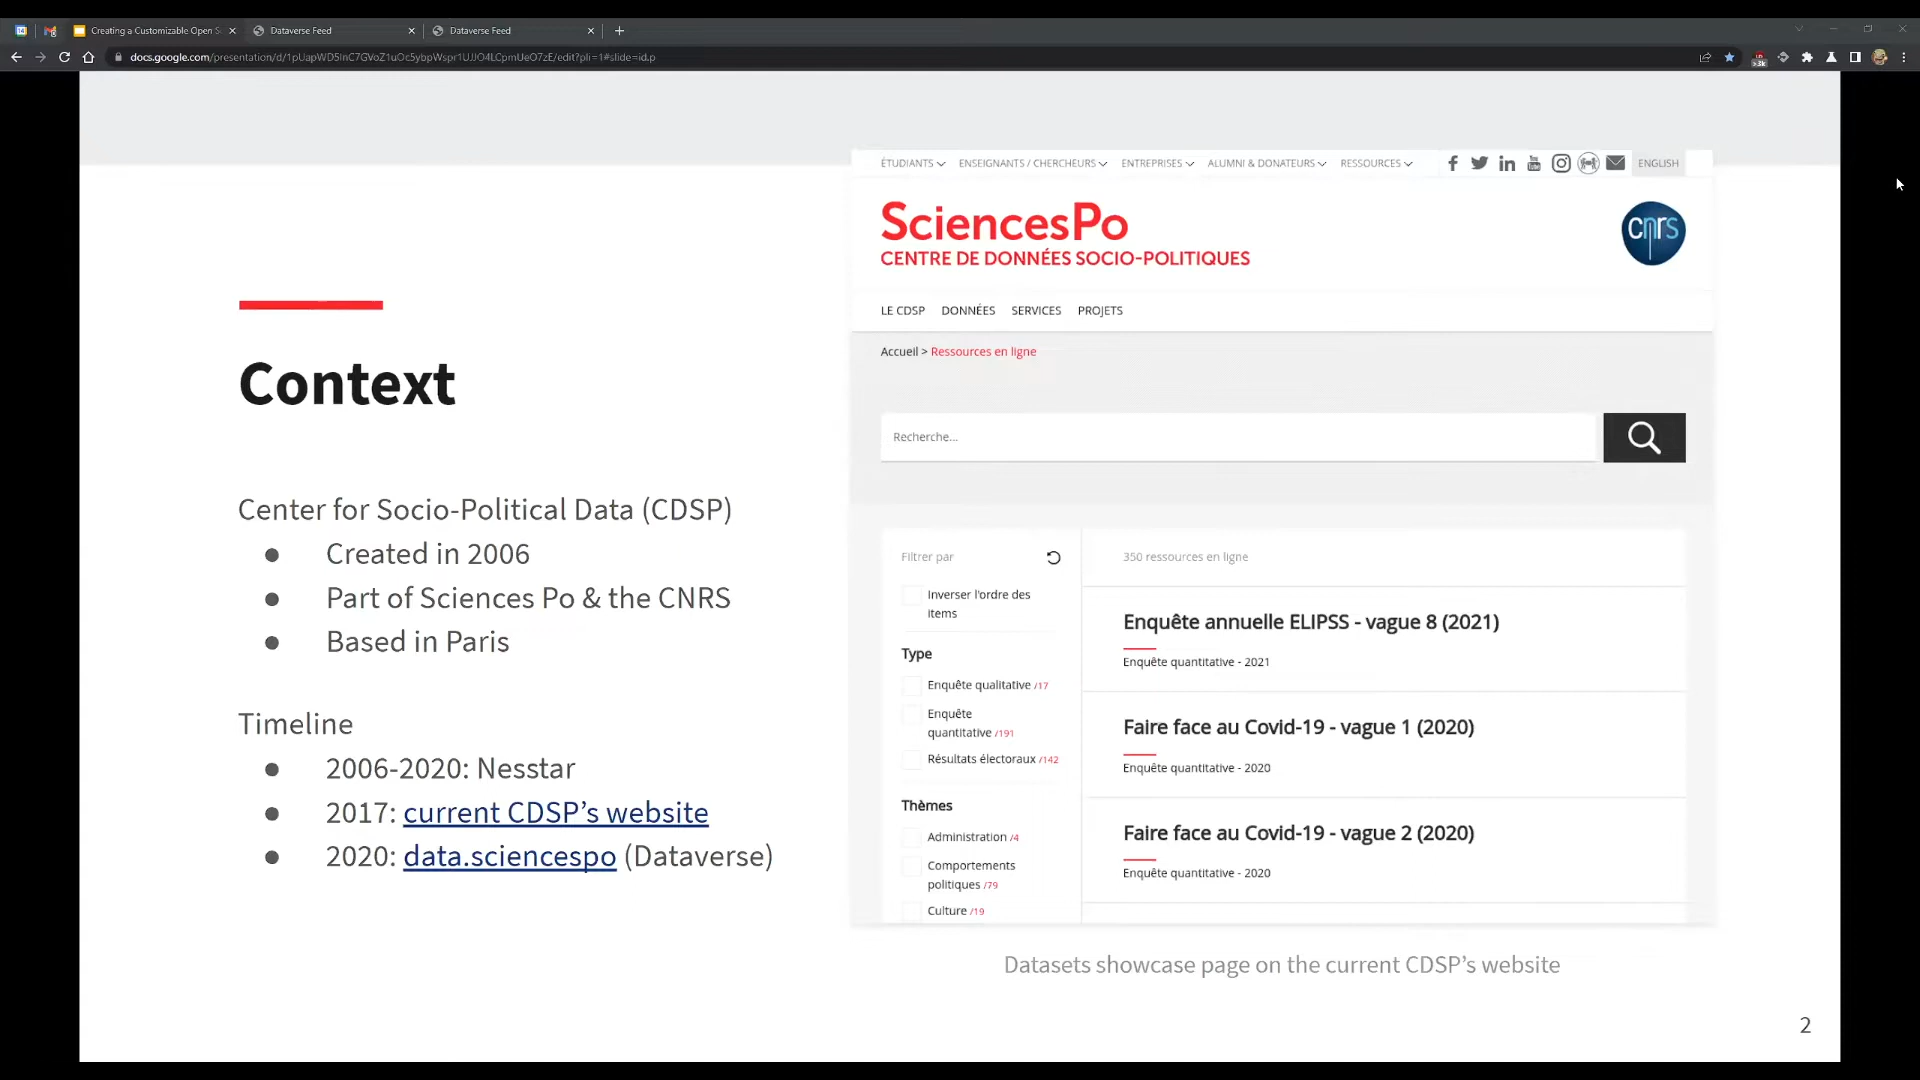 Creating a Customizable Open S
Dataverse Feed
Dataverse Feed
docs.google.com/presentation/d/1pUapWD5InC7GVoZ1uOc5ybpWspr1UJJO4LCpmUeO7zE/edit?pli=1#slide=id.p
ÉTUDIANTS ENSEIGNANTS / CHERCHEURS ENTREPRISES ALUMNI & DONATEURS RESSOURCES ENGLISH
SciencesPo
CENTRE DE DONNÉES SOCIO-POLITIQUES
cnrs
LE CDSP DONNÉES SERVICES PROJETS
Accueil > Ressources en ligne
Recherche...
Context
Center for Socio-Political Data (CDSP)
● Created in 2006
● Part of Sciences Po & the CNRS
● Based in Paris
Timeline
● 2006-2020: Nesstar
● 2017: current CDSP’s website
● 2020: data.sciencespo (Dataverse)
Filtrer par
Inverser l'ordre des
items
Type
Enquête qualitative /17
Enquête
quantitative /191
Résultats électoraux /142
Thèmes
Administration /4
Comportements
politiques /79
Culture /19
350 ressources en ligne
Enquête annuelle ELIPSS - vague 8 (2021)
Enquête quantitative - 2021
Faire face au Covid-19 - vague 1 (2020)
Enquête quantitative - 2020
Faire face au Covid-19 - vague 2 (2020)
Enquête quantitative - 2020
Datasets showcase page on the current CDSP’s website
2